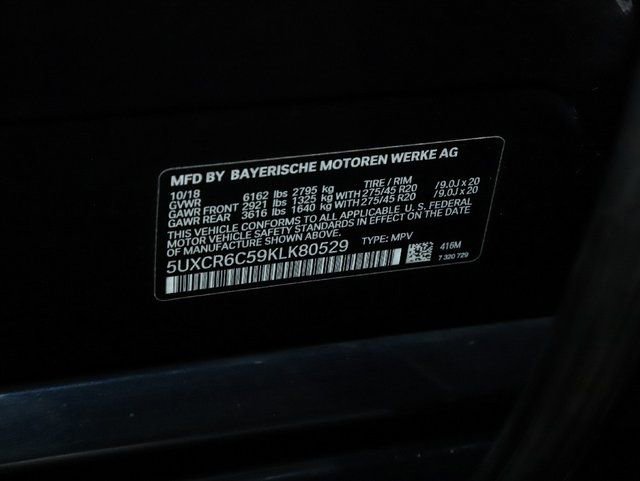 MFD BY BAYERISCHE MOTOREN WERKE AG
10/18 TIRE / RIM
GVWR 6162 lbs 2795 kg
GAWR FRONT 2921 lbs 1325 kg WITH 275/45 R20 /9.0J x 20
GAWR REAR 3616 lbs 1640 kg WITH 275/45 R20 /9.0J x 20
THIS VEHICLE CONFORMS TO ALL APPLICABLE U. S. FEDERAL
MOTOR VEHICLE SAFETY STANDARDS IN EFFECT ON THE DATE
OF MANUFACTURE SHOWN ABOVE.
5UXCR6C59KLK80529 TYPE: MPV
416M
7 320 729